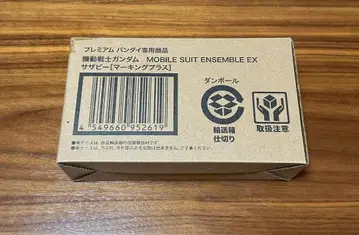 プレミアム バンダイ専用商品
機動戦士ガンダム MOBILE SUIT ENSEMBLE EX
サザビー[マーキングプラス]
ダンボール
4 549660 952619
輸送箱
仕切り
取扱注意